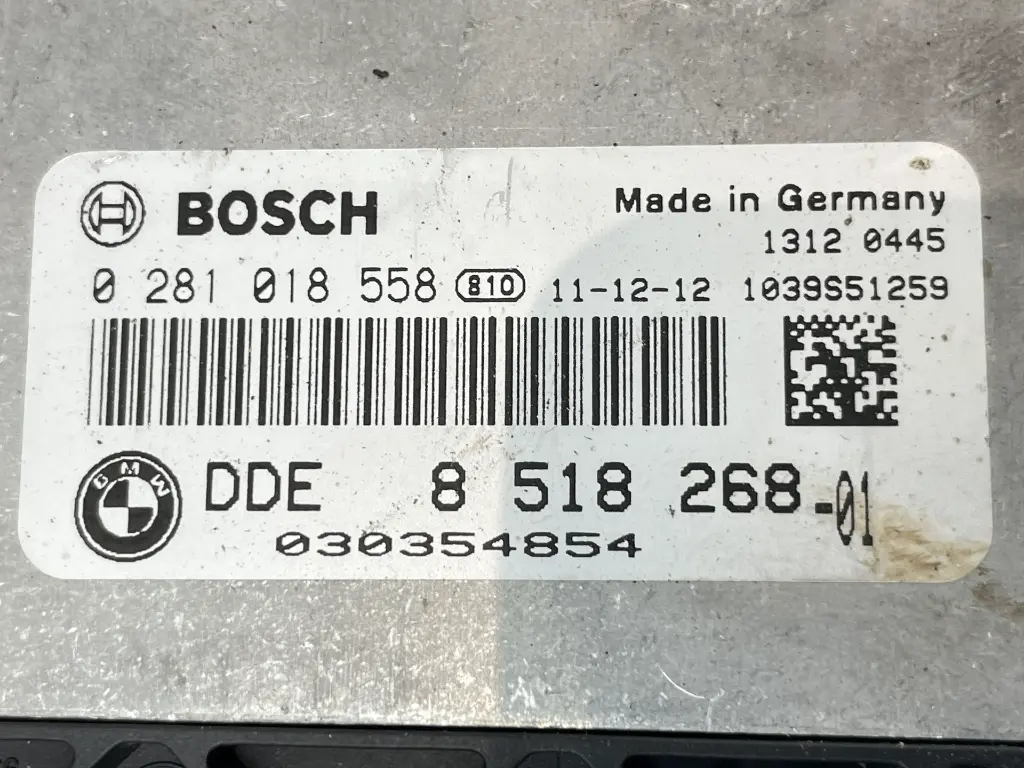 BOSCH
Made in Germany
1312 0445
0 281 018 558 810 11-12-12 1039S51259
BMW
DDE 8 518 268-01
030354854